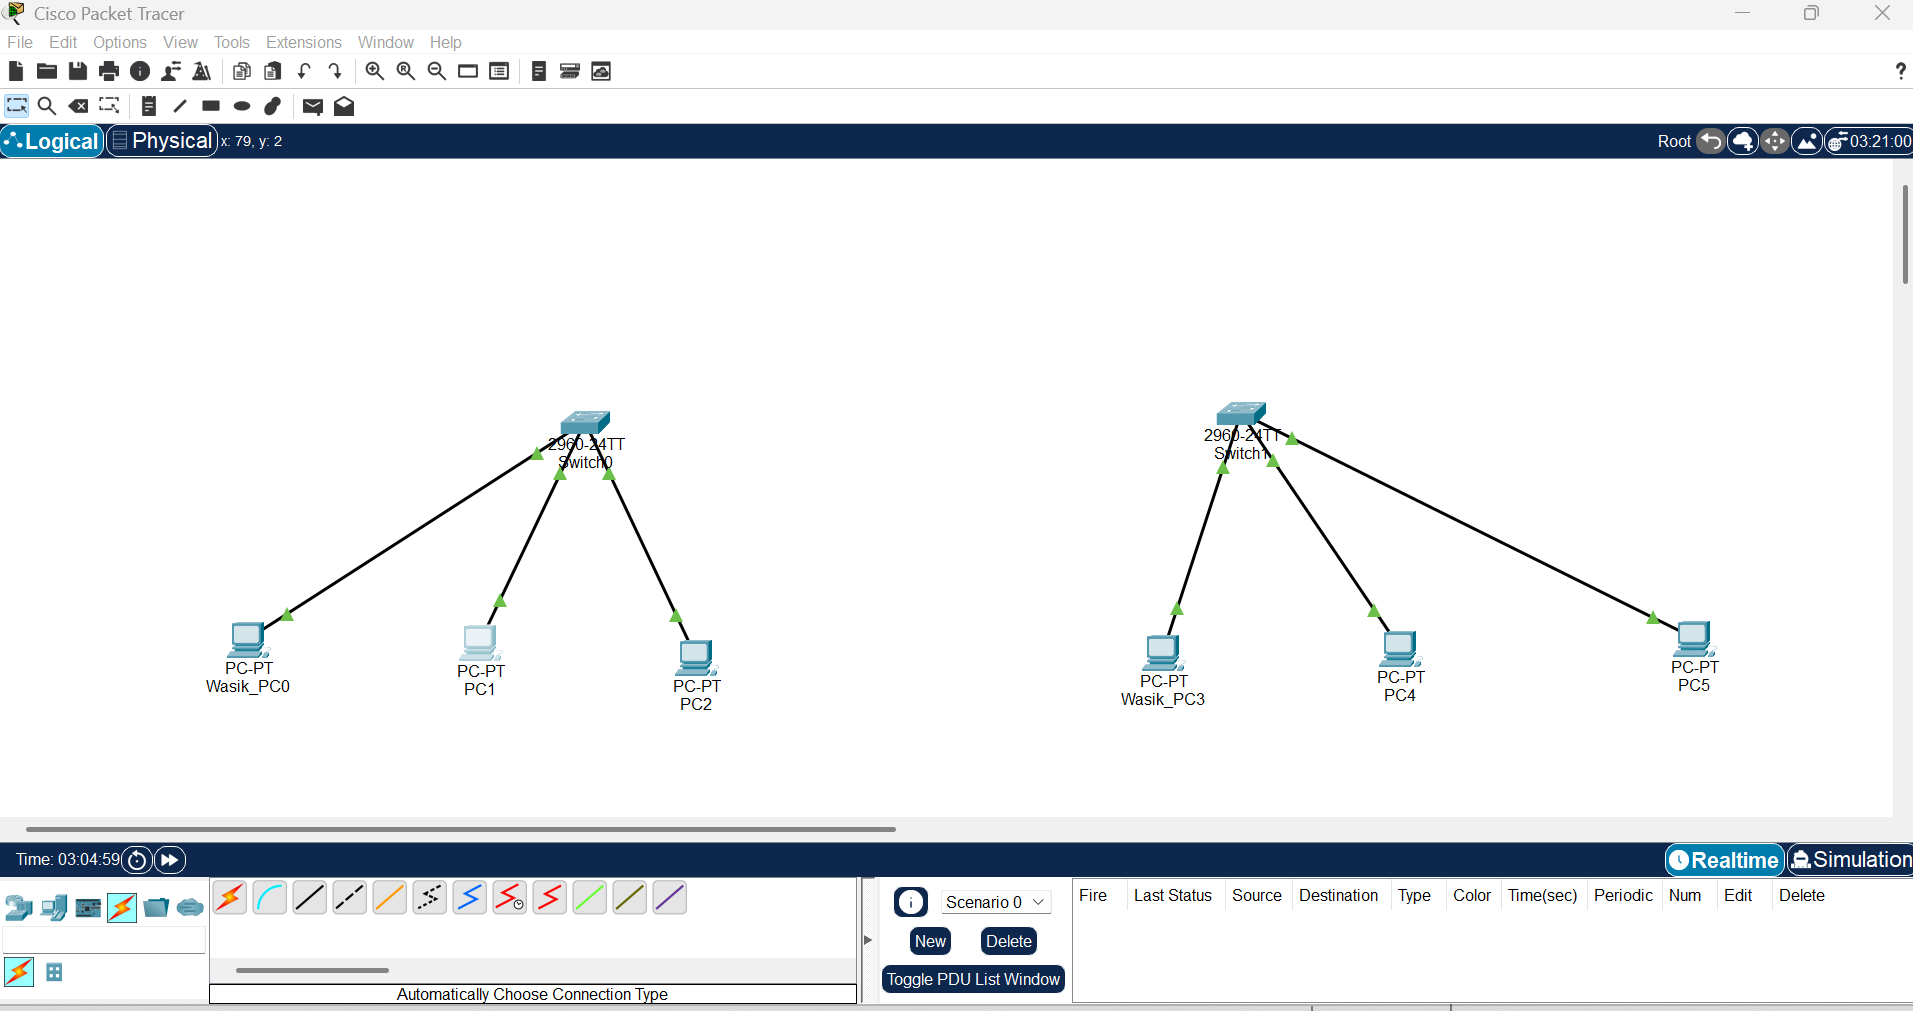 Cisco Packet Tracer
File Edit Options View Tools Extensions Window Help
?
Logical Physical x: 79, y: 2 Root 03:21:00
2960-24TT
Switch0
2960-24TT
Switch1
PC-PT
Wasik_PC0
PC-PT
PC1
PC-PT
PC2
PC-PT
Wasik_PC3
PC-PT
PC4
PC-PT
PC5
Time: 03:04:59 Realtime Simulation
Scenario 0
New Delete
Toggle PDU List Window
Fire Last Status Source Destination Type Color Time(sec) Periodic Num Edit Delete
Automatically Choose Connection Type